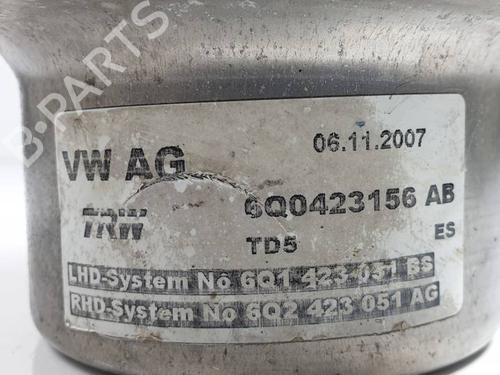 06.11.2007
VW AG
6Q0423156 AB
TRW
TD5 ES
LHD-System No 6Q1 423 051 BS
RHD-System No 6Q2 423 051 AG
B-PARTS